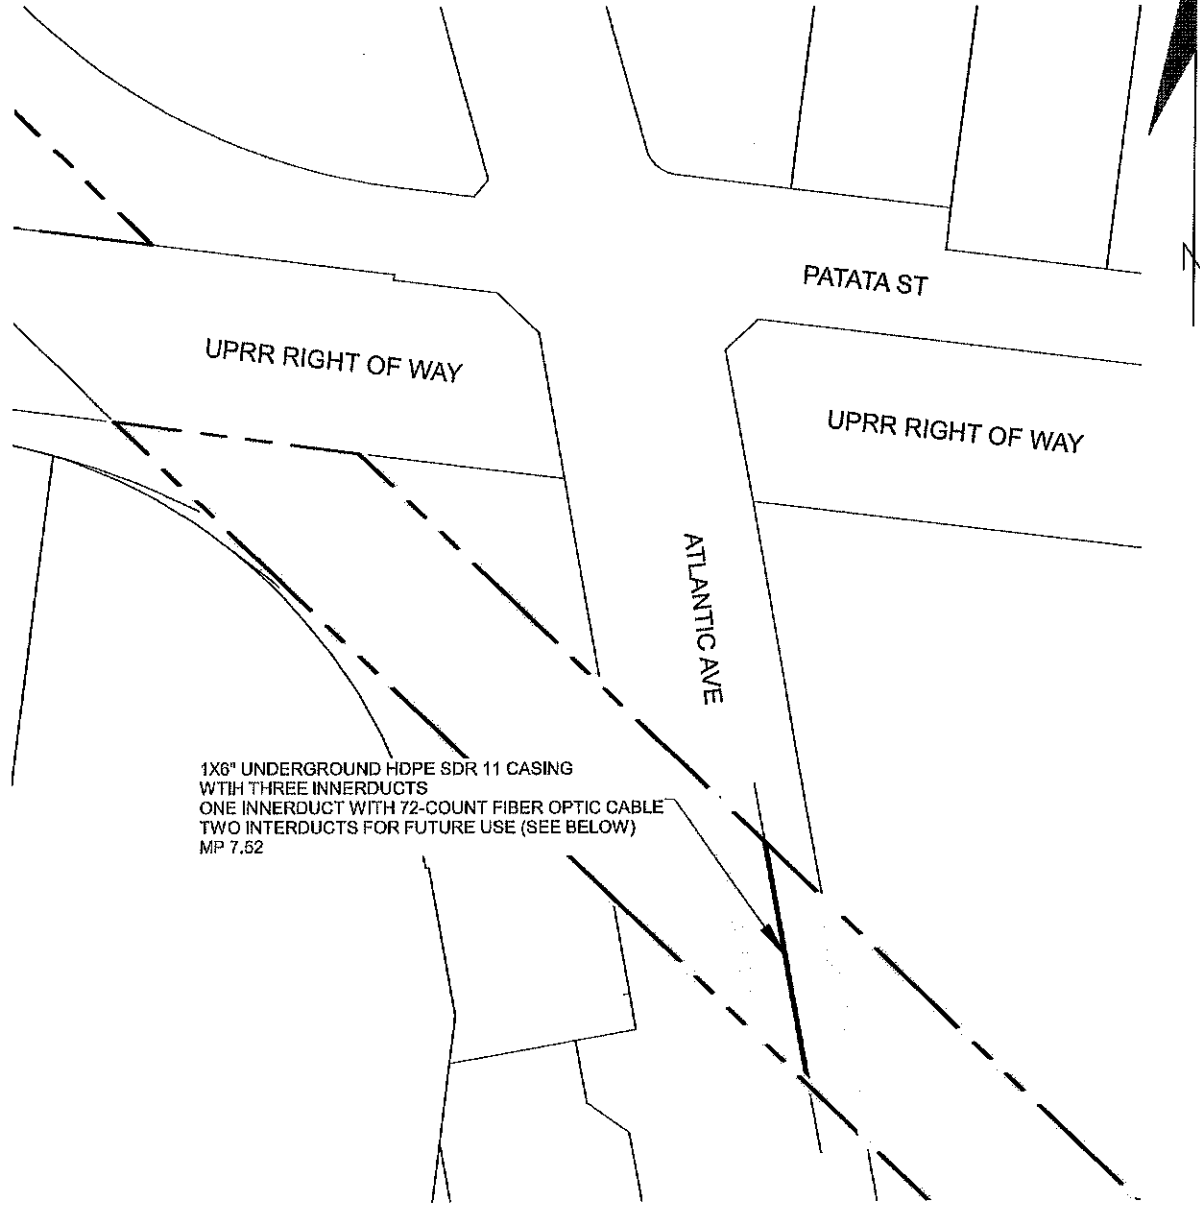 N
PATATA ST
UPRR RIGHT OF WAY
UPRR RIGHT OF WAY
ATLANTIC AVE
1X6" UNDERGROUND HDPE SDR 11 CASING
WTIH THREE INNERDUCTS
ONE INNERDUCT WITH 72-COUNT FIBER OPTIC CABLE
TWO INTERDUCTS FOR FUTURE USE (SEE BELOW)
MP 7.52